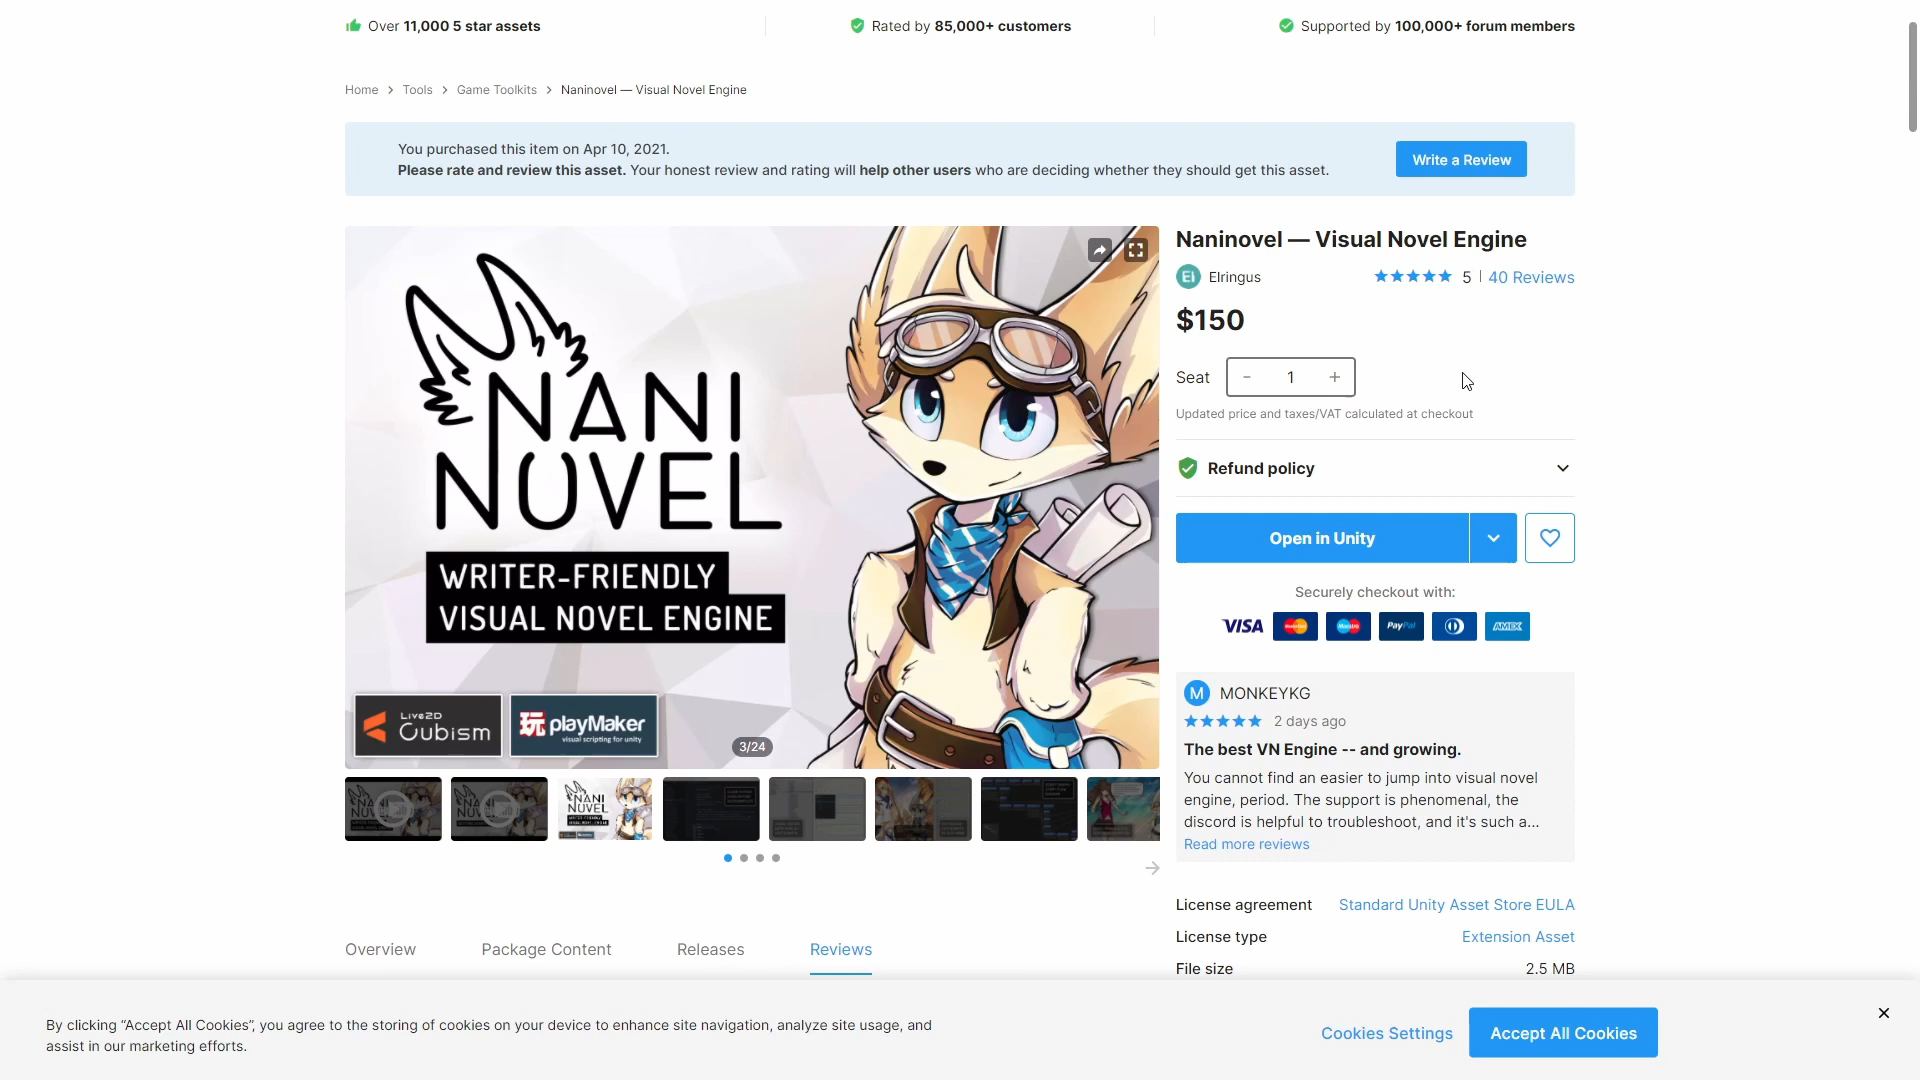 Over 11,000 5 star assets
Rated by 85,000+ customers
Supported by 100,000+ forum members
Home > Tools > Game Toolkits > Naninovel — Visual Novel Engine
You purchased this item on Apr 10, 2021.
Please rate and review this asset. Your honest review and rating will help other users who are deciding whether they should get this asset.
Write a Review
NANI
NOVEL
WRITER-FRIENDLY
VISUAL NOVEL ENGINE
Live2D
Cubism
玩 playMaker
visual scripting for unity
3/24
Naninovel — Visual Novel Engine
El Elringus
5 | 40 Reviews
$150
Seat - 1 +
Updated price and taxes/VAT calculated at checkout
Refund policy
Open in Unity
Securely checkout with:
VISA
PayPal
AMEX
M MONKEYKG
2 days ago
The best VN Engine -- and growing.
You cannot find an easier to jump into visual novel
engine, period. The support is phenomenal, the
discord is helpful to troubleshoot, and it's such a...
Read more reviews
License agreement Standard Unity Asset Store EULA
License type Extension Asset
File size 2.5 MB
Overview
Package Content
Releases
Reviews
By clicking “Accept All Cookies”, you agree to the storing of cookies on your device to enhance site navigation, analyze site usage, and
assist in our marketing efforts.
Cookies Settings
Accept All Cookies